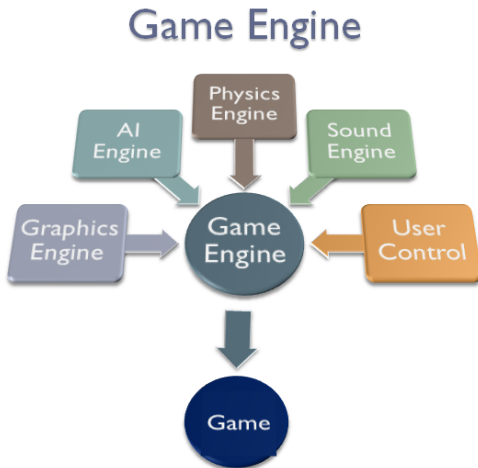 Game Engine
Physics
Engine
AI
Engine
Sound
Engine
Graphics
Engine
Game
Engine
User
Control
Game